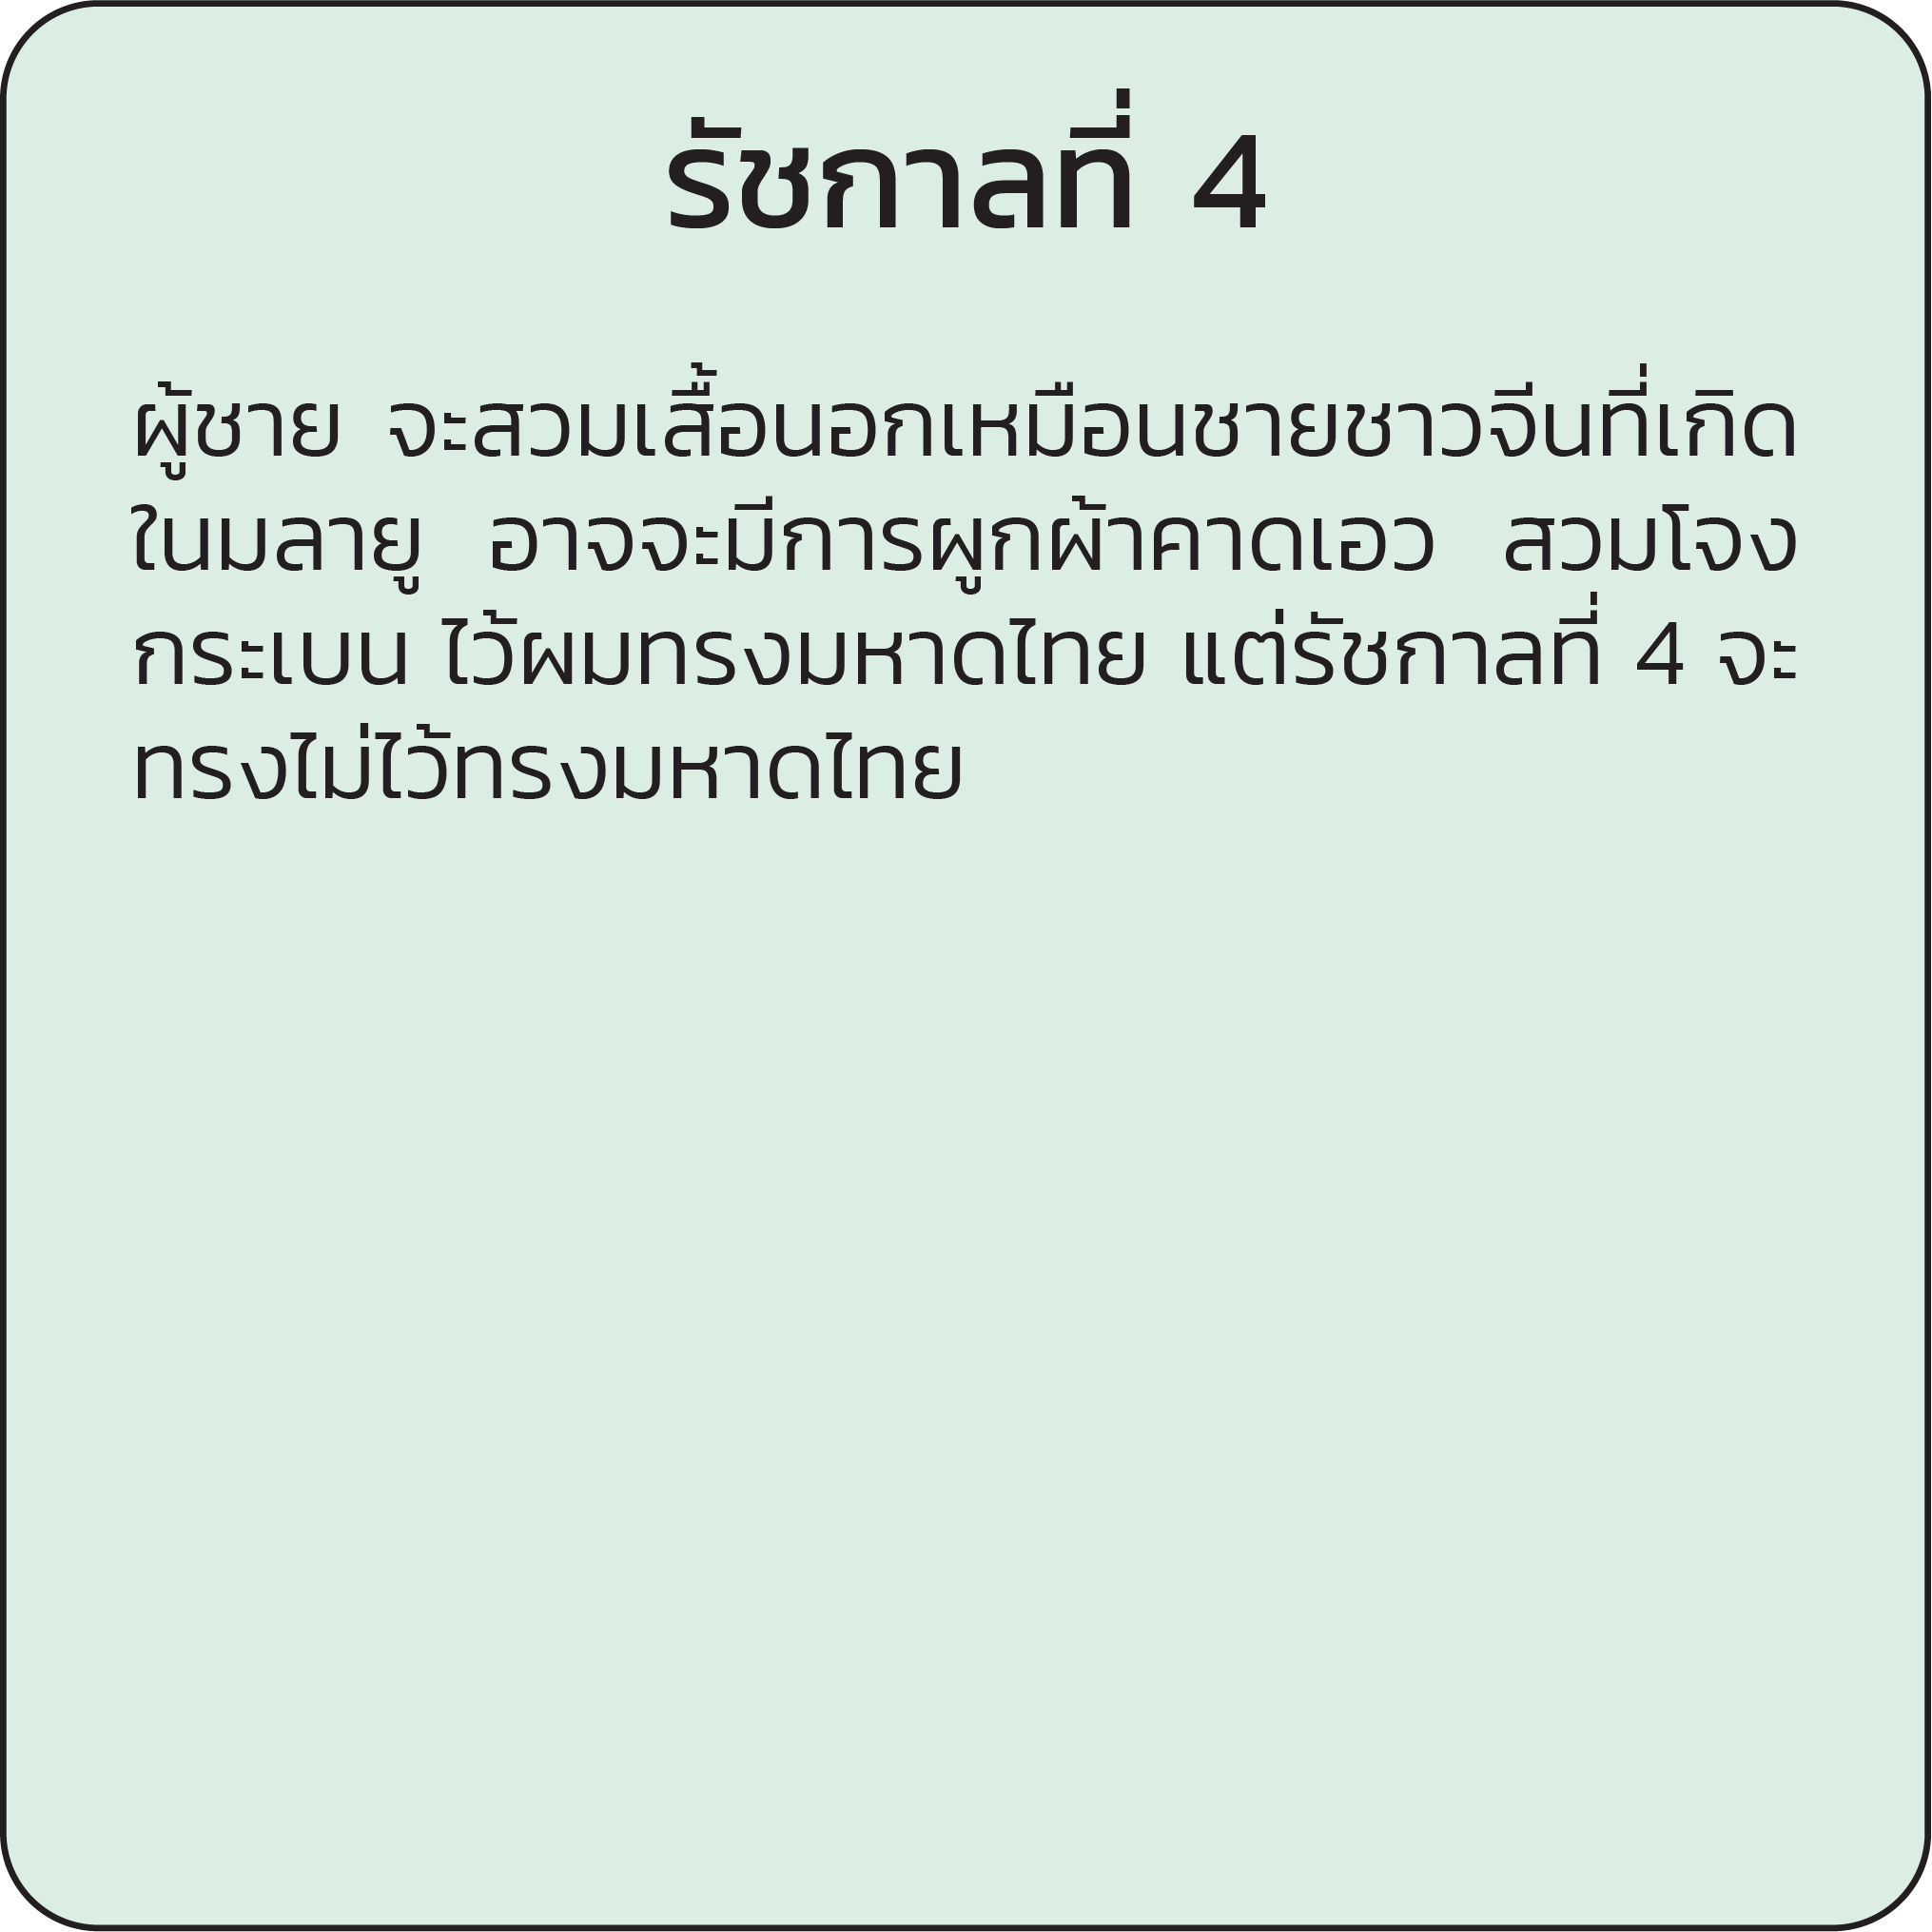 รัชกาลที่ 4
ผู้ชาย จะสวมเสื้อนอกเหมือนชายชาวจีนที่เกิด
ในมลายู อาจจะมีการผูกผ้าคาดเอว สวมโจง
กระเบน ไว้ผมทรงมหาดไทย แต่รัชกาลที่ 4 จะ
ทรงไม่ไว้ทรงมหาดไทย